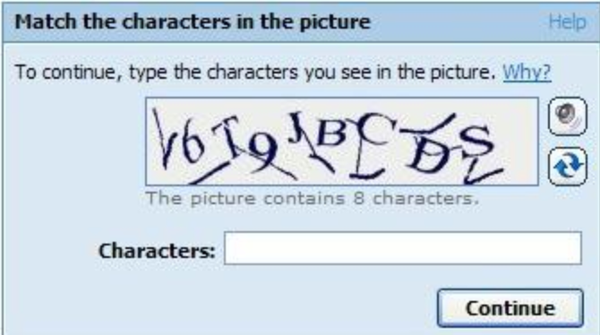 Match the characters in the picture
Help
To continue, type the characters you see in the picture. Why?
The picture contains 8 characters.
Characters:
Continue